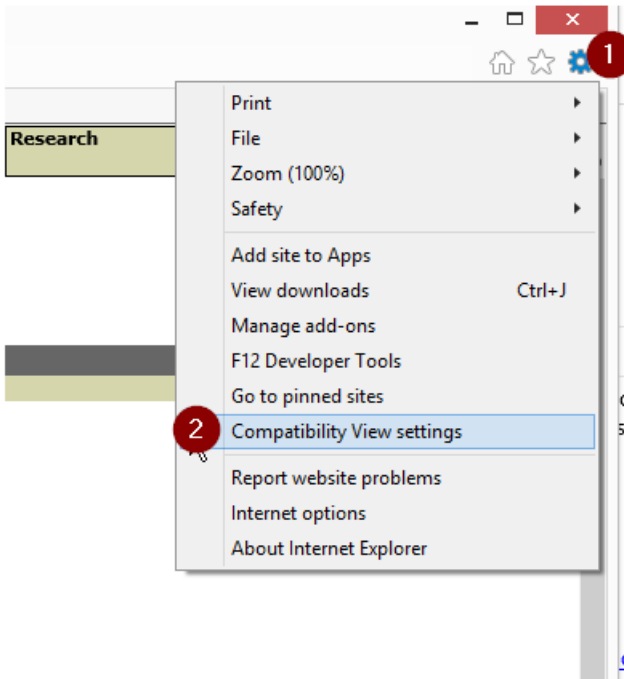 1
Print
Research
File
Zoom (100%)
Safety
Add site to Apps
View downloads Ctrl+J
Manage add-ons
F12 Developer Tools
Go to pinned sites
2 Compatibility View settings
Report website problems
Internet options
About Internet Explorer